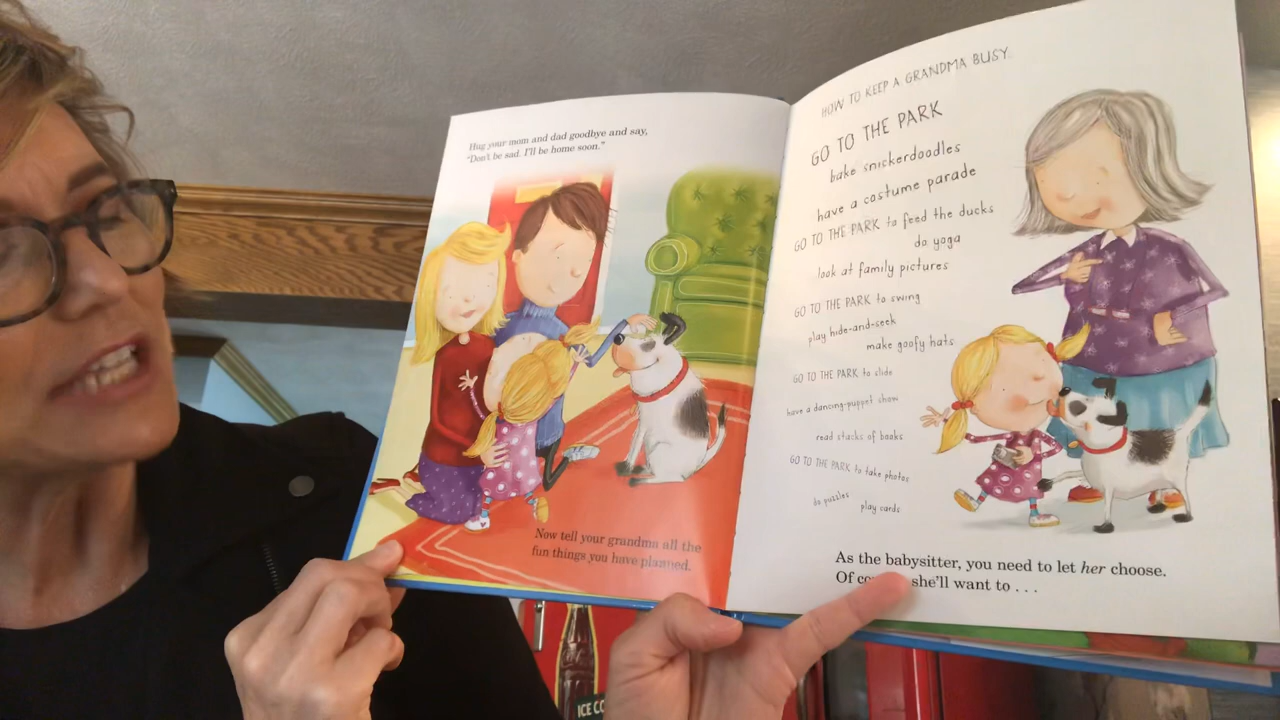 Hug your mom and dad goodbye and say,
"Don't be sad. I'll be home soon."
Now tell your grandma all the
fun things you have planned.
HOW TO KEEP A GRANDMA BUSY:
GO TO THE PARK
bake snickerdoodles
have a costume parade
GO TO THE PARK to feed the ducks
do yoga
look at family pictures
GO TO THE PARK to swing
play hide-and-seek
make goofy hats
GO TO THE PARK to slide
have a dancing-puppet show
read stacks of books
GO TO THE PARK to take photos
do puzzles
play cards
As the babysitter, you need to let her choose.
Of she'll want to . . .
ICE